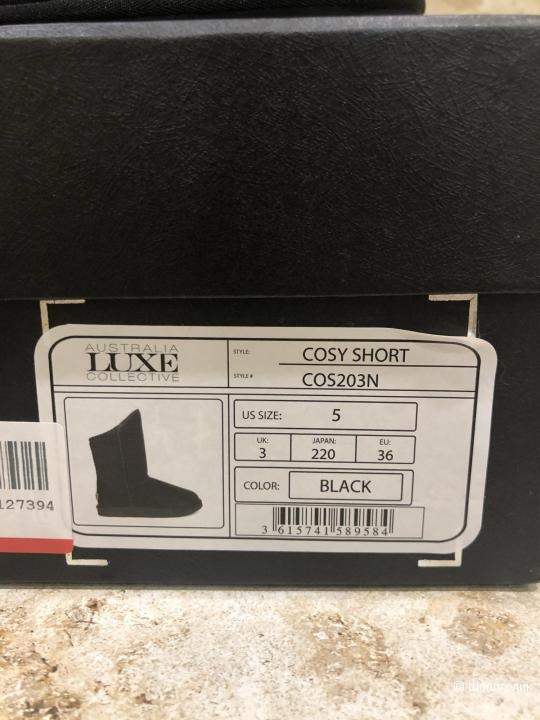 AUSTRALIA
LUXE
COLLECTIVE
STYLE: COSY SHORT
STYLE # COS203N
US SIZE: 5
UK: JAPAN: EU:
3 220 36
COLOR: BLACK
3 615741 589584
127394